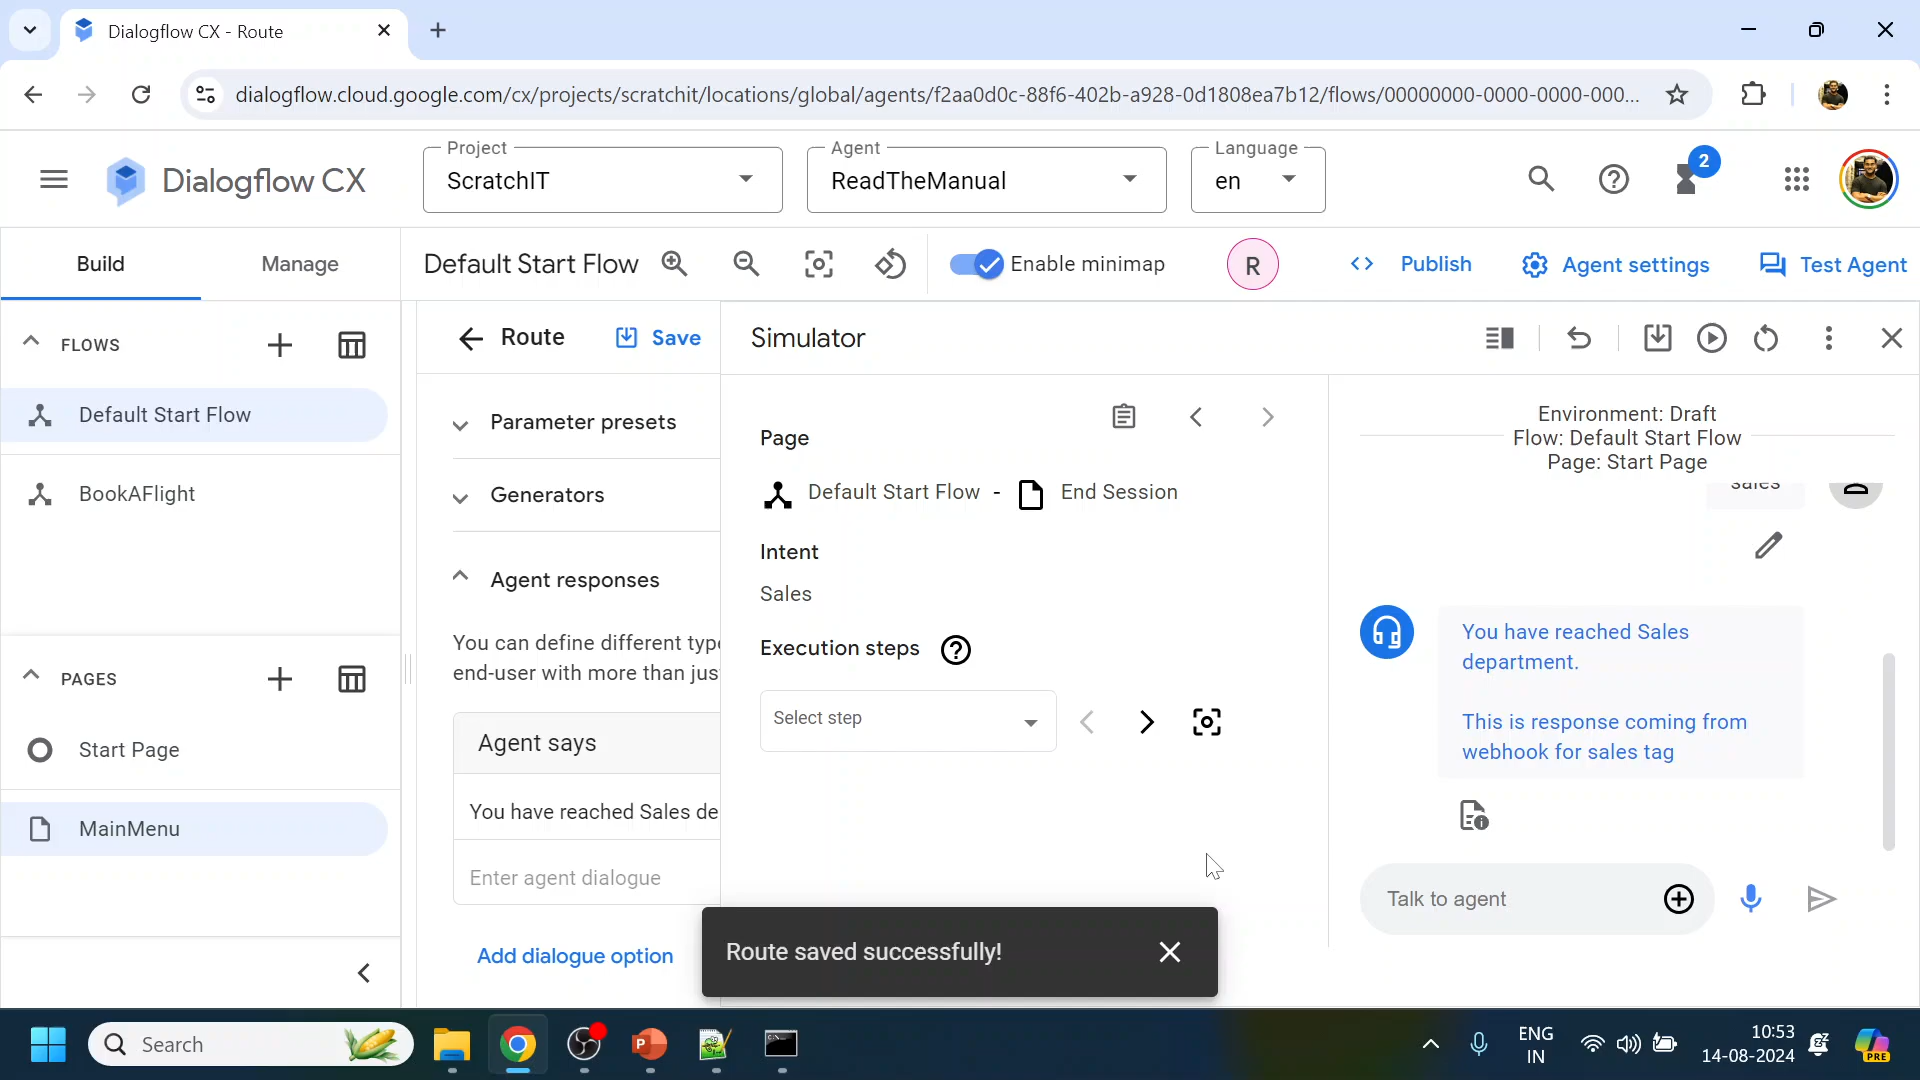 Dialogflow CX - Route
dialogflow.cloud.google.com/cx/projects/scratchit/locations/global/agents/f2aa0d0c-88f6-402b-a928-0d1808ea7b12/flows/00000000-0000-0000-000...
Dialogflow CX
Project
ScratchIT
Agent
ReadTheManual
Language
en
2
Build
Manage
Default Start Flow
Enable minimap
R
Publish
Agent settings
Test Agent
FLOWS
Default Start Flow
BookAFlight
PAGES
Start Page
MainMenu
Route
Save
Parameter presets
Generators
Agent responses
You can define different type
end-user with more than jus
Agent says
You have reached Sales de
Enter agent dialogue
Add dialogue option
Simulator
Page
Default Start Flow - End Session
Intent
Sales
Execution steps
Select step
Environment: Draft
Flow: Default Start Flow
Page: Start Page
sales
You have reached Sales
department.
This is response coming from
webhook for sales tag
Talk to agent
Route saved successfully!
Search
ENG
IN
10:53
14-08-2024
PRE